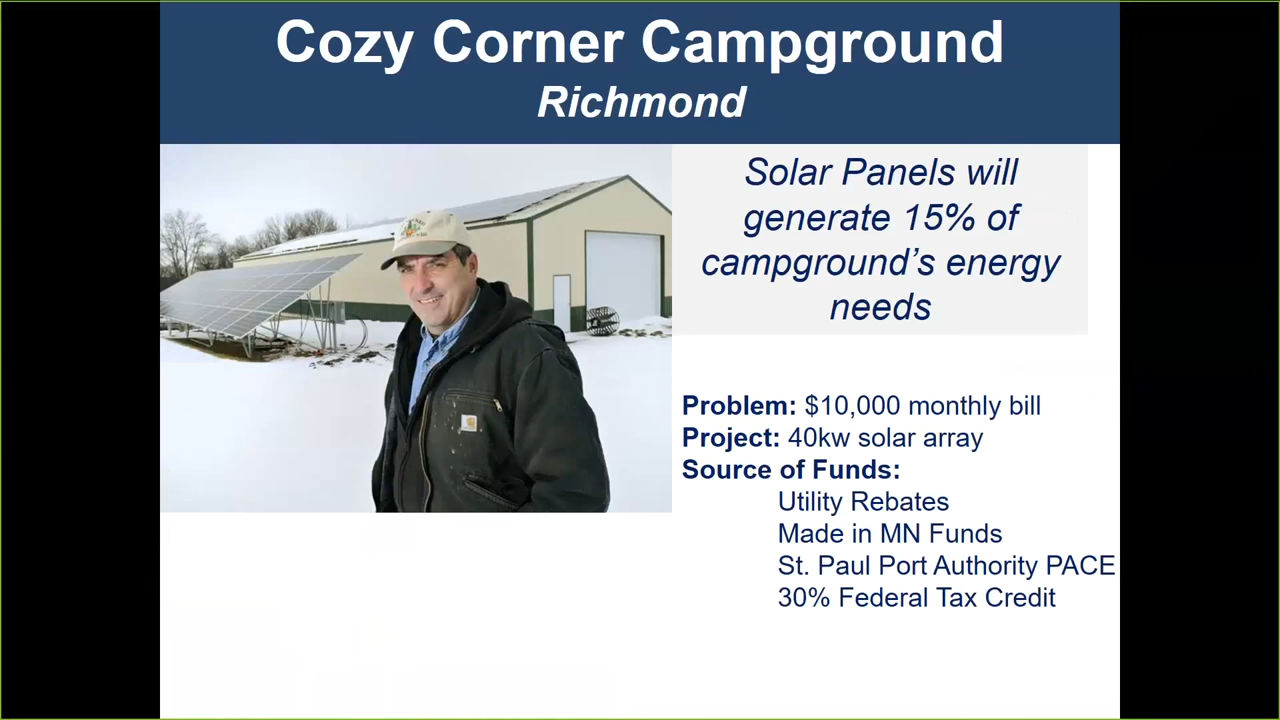 Cozy Corner Campground
Richmond
Solar Panels will
generate 15% of
campground's energy
needs
Problem: $10,000 monthly bill
Project: 40kw solar array
Source of Funds:
Utility Rebates
Made in MN Funds
St. Paul Port Authority PACE
30% Federal Tax Credit